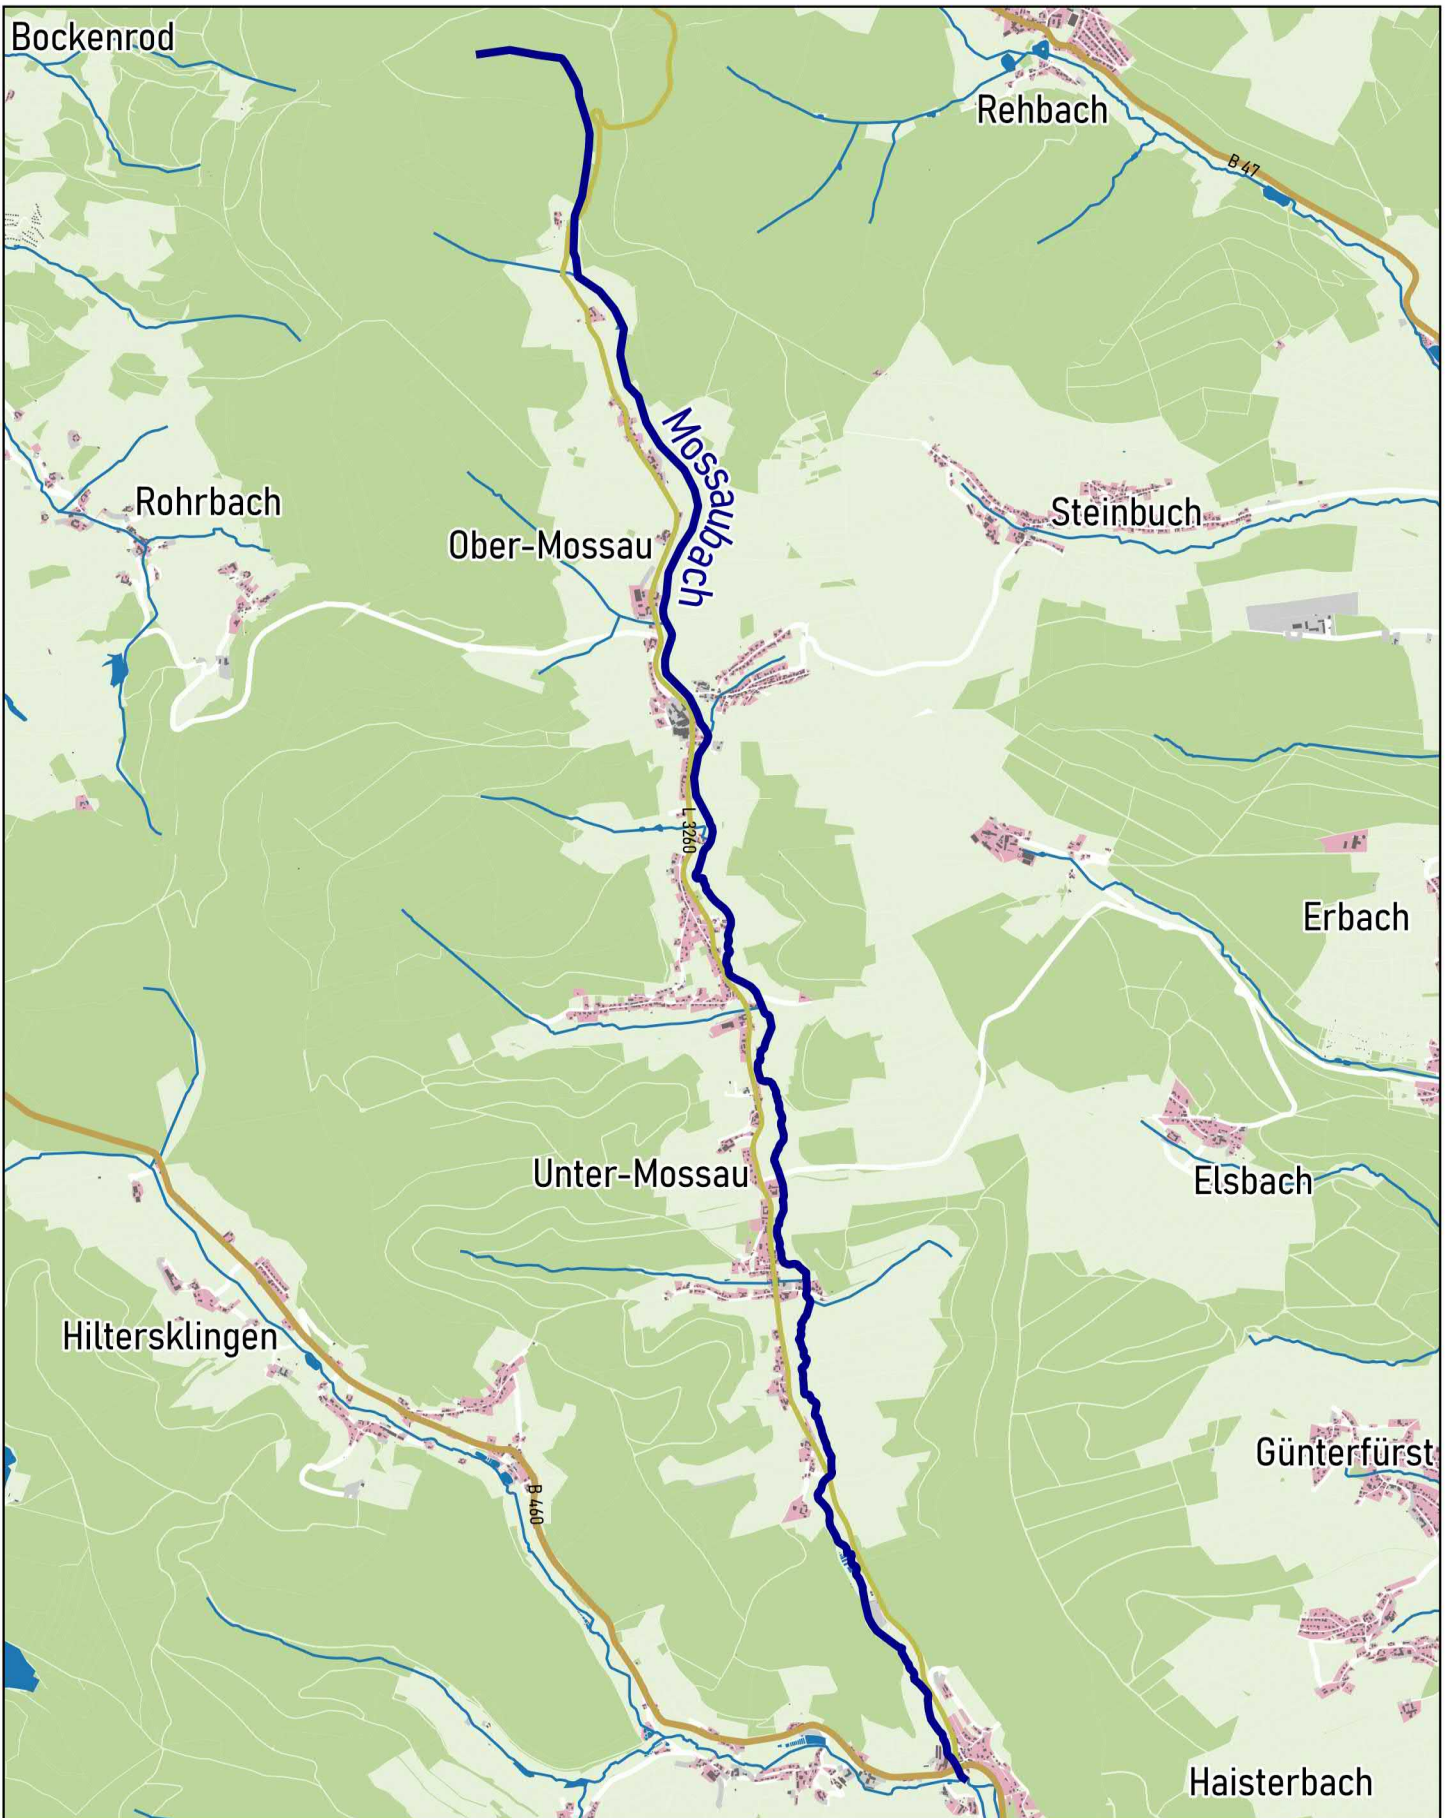 Bockenrod
Rehbach
B 47
Mossaubach
Rohrbach
Steinbuch
Ober-Mossau
L 3260
Erbach
Unter-Mossau
Elsbach
Hiltersklingen
Günterfürst
B 460
Haisterbach